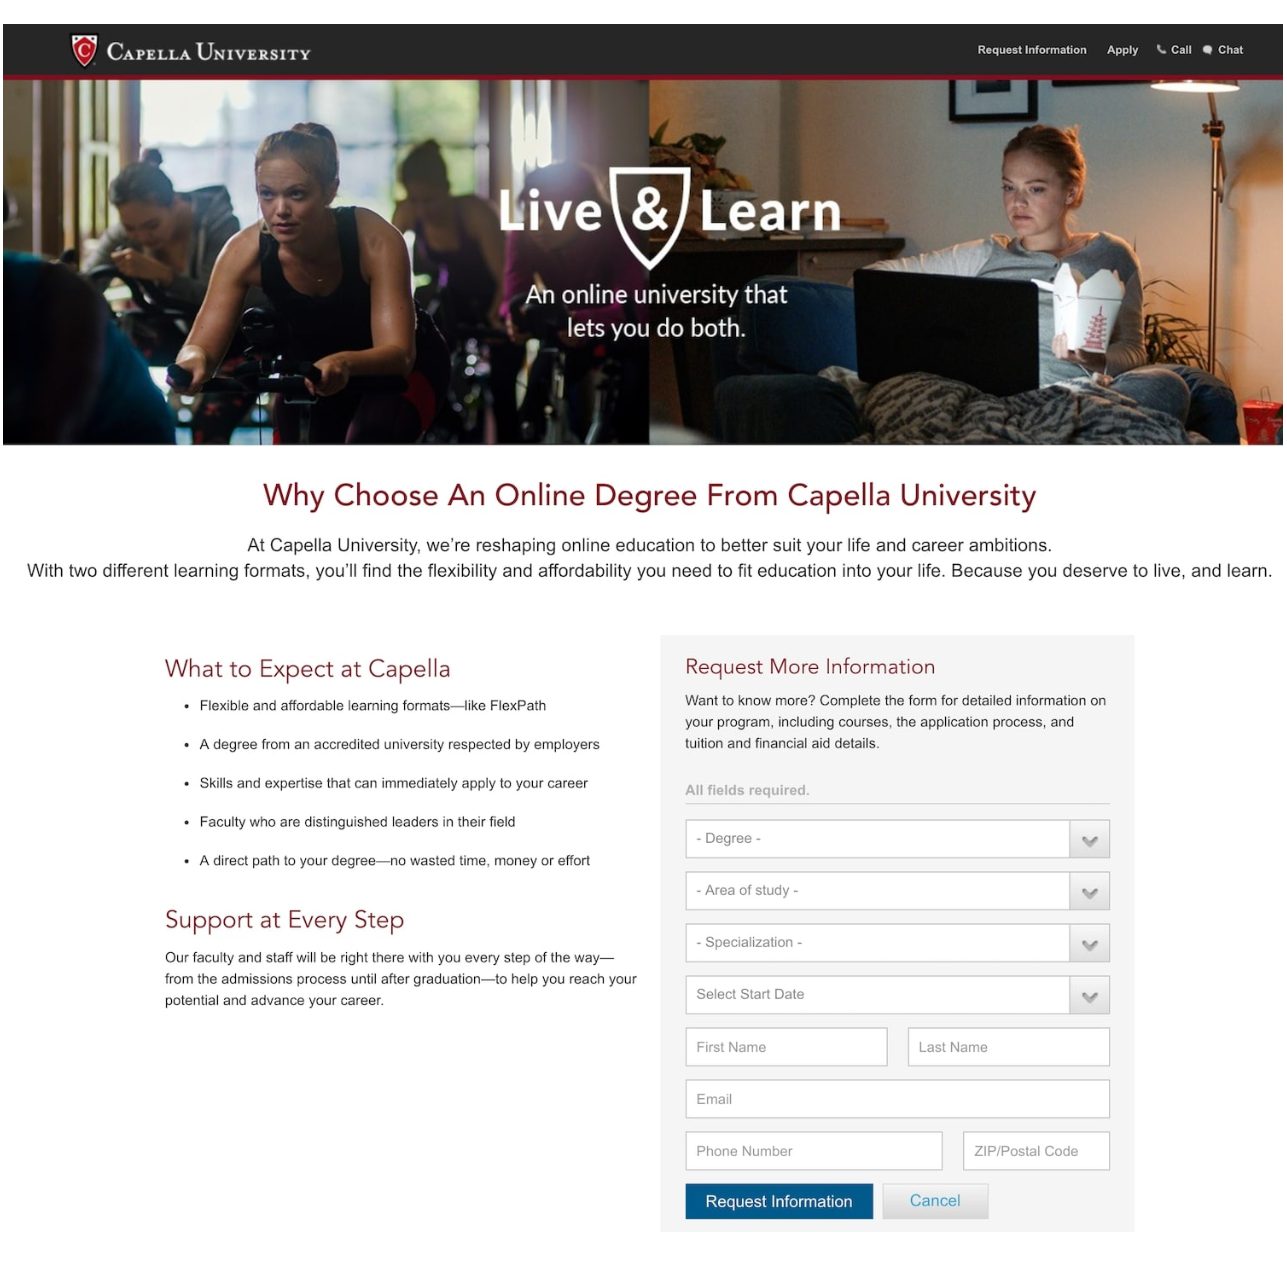 C CAPELLA UNIVERSITY
Request Information Apply Call Chat
Live & Learn
An online university that
lets you do both.
Why Choose An Online Degree From Capella University
At Capella University, we're reshaping online education to better suit your life and career ambitions.
With two different learning formats, you'll find the flexibility and affordability you need to fit education into your life. Because you deserve to live, and learn.
What to Expect at Capella
• Flexible and affordable learning formats—like FlexPath
• A degree from an accredited university respected by employers
• Skills and expertise that can immediately apply to your career
• Faculty who are distinguished leaders in their field
• A direct path to your degree—no wasted time, money or effort
Support at Every Step
Our faculty and staff will be right there with you every step of the way—
from the admissions process until after graduation—to help you reach your
potential and advance your career.
Request More Information
Want to know more? Complete the form for detailed information on
your program, including courses, the application process, and
tuition and financial aid details.
All fields required.
- Degree -
- Area of study -
- Specialization -
Select Start Date
First Name Last Name
Email
Phone Number ZIP/Postal Code
Request Information Cancel